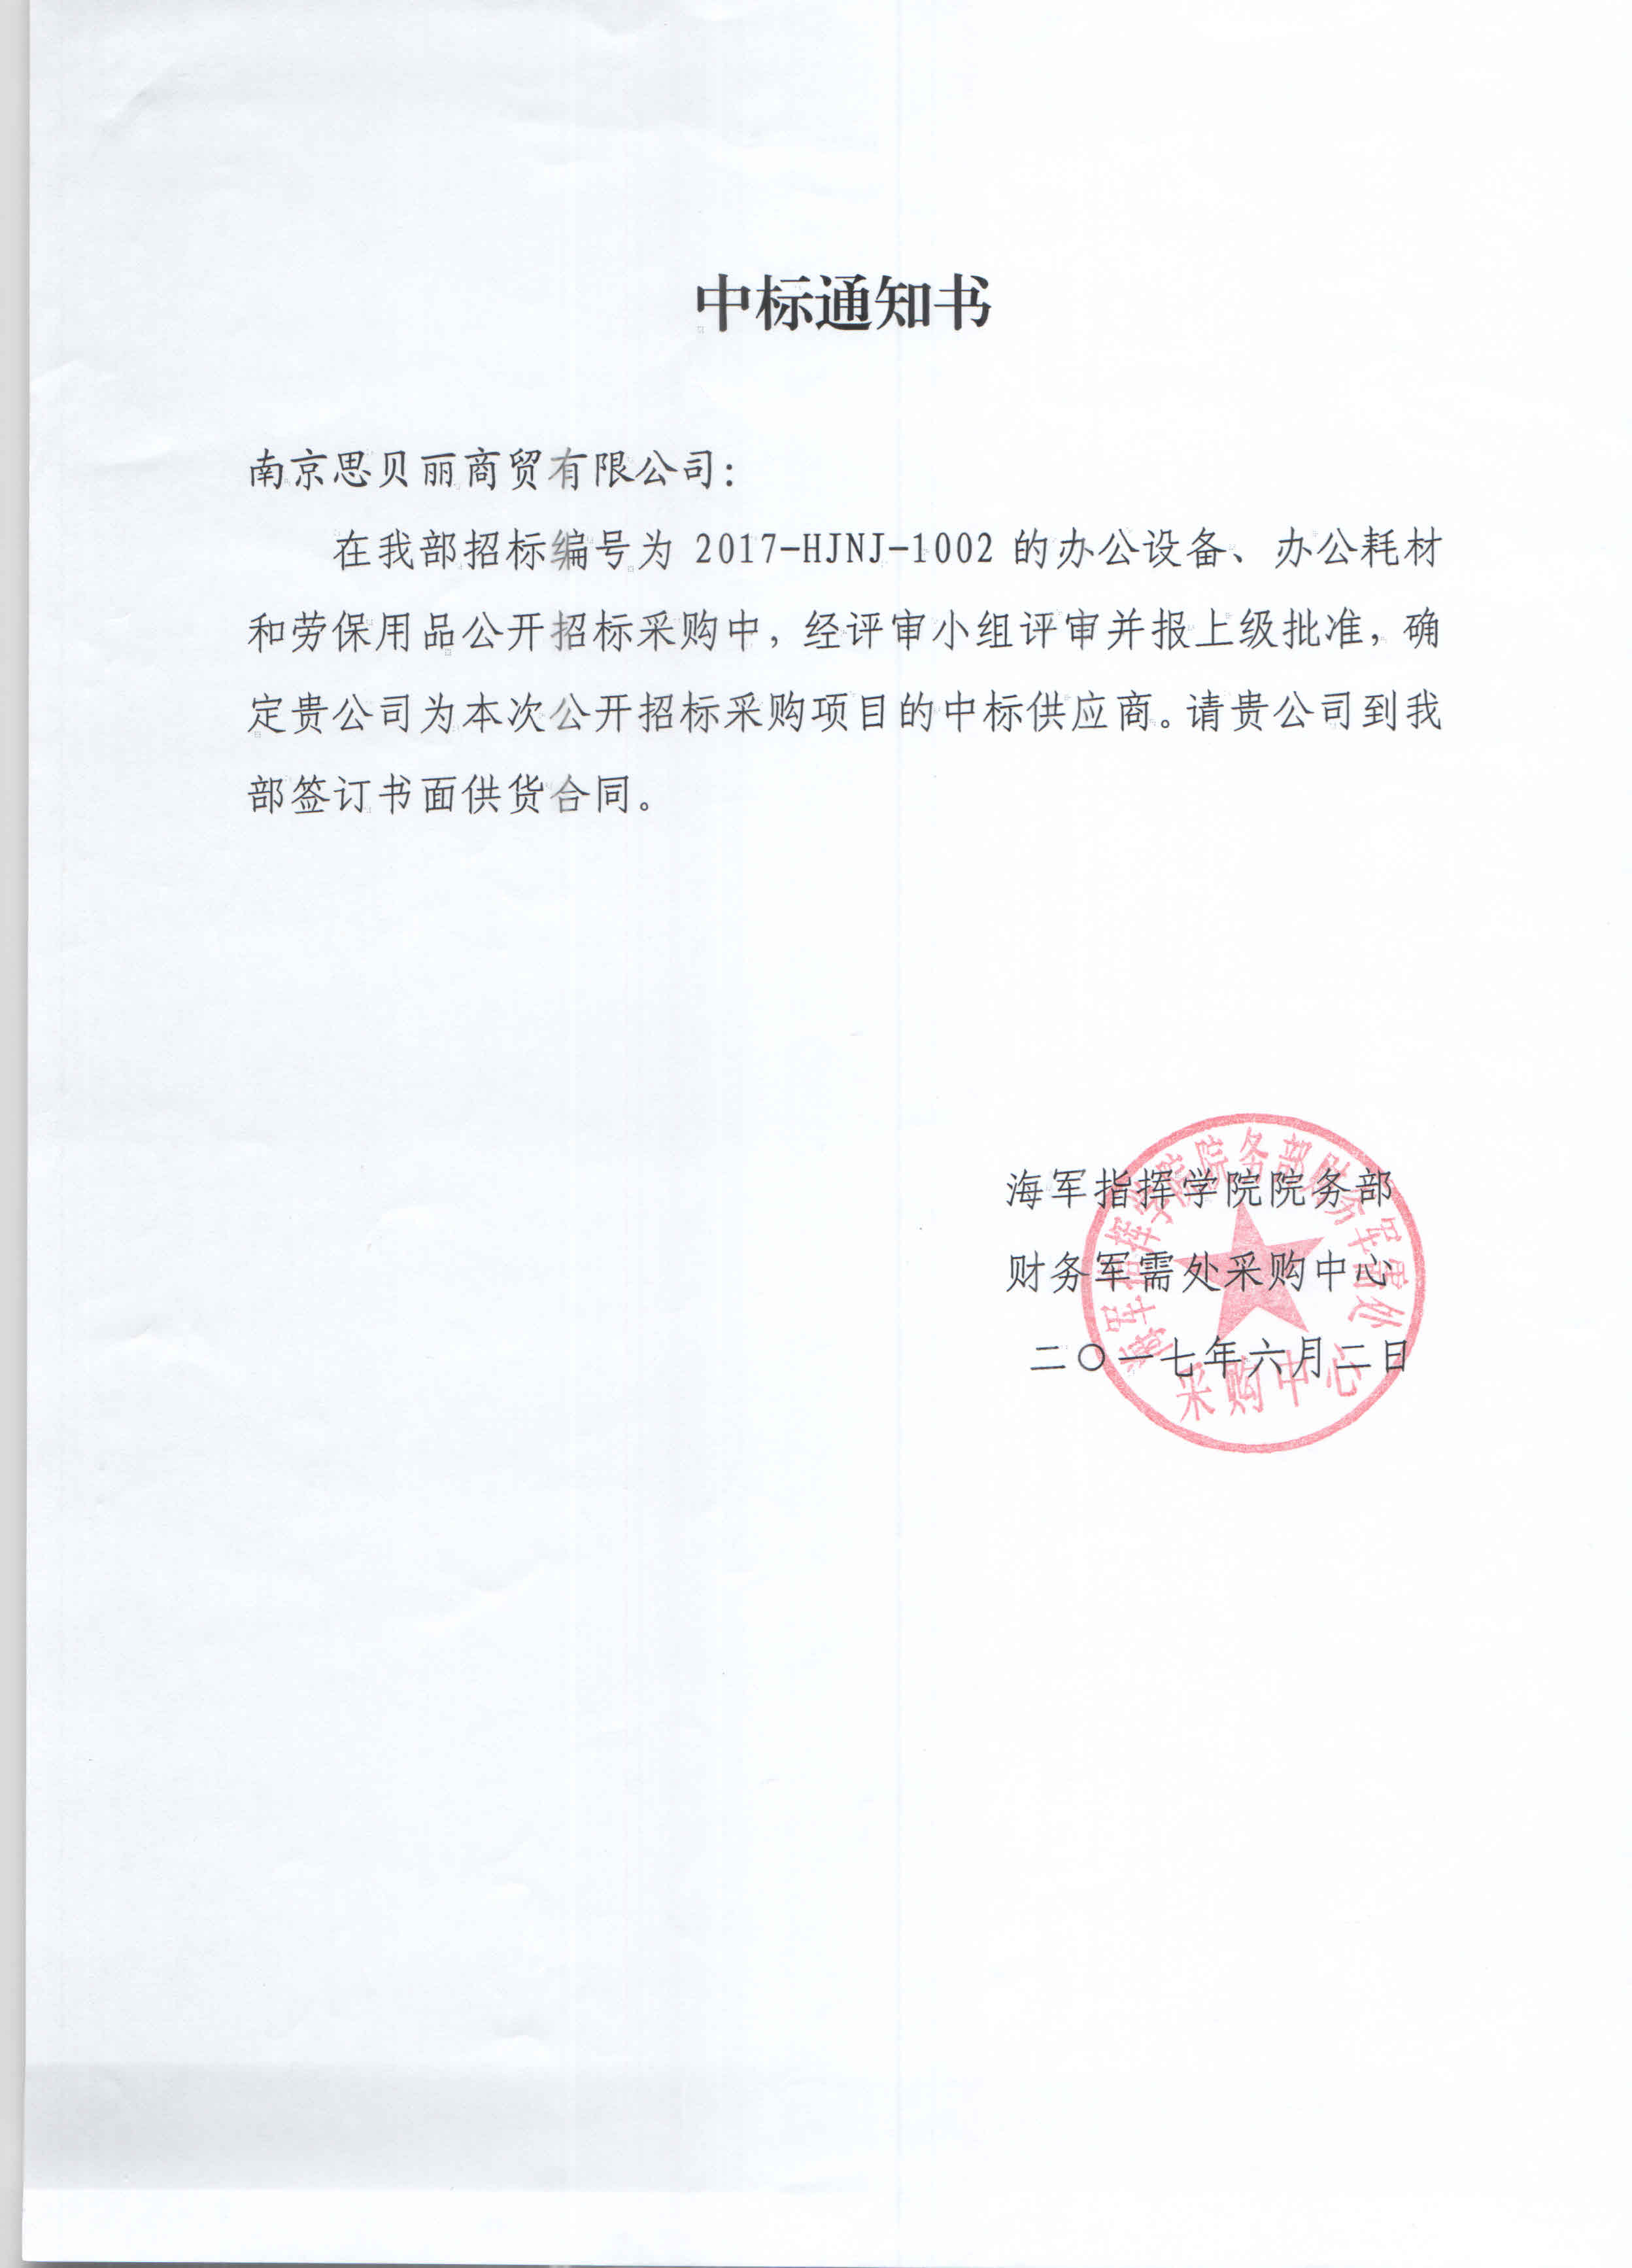 中标通知书
南京思贝丽商贸有限公司：
在我部招标编号为 2017-HJNJ-1002 的办公设备、办公耗材
和劳保用品公开招标采购中，经评审小组评审并报上级批准，确
定贵公司为本次公开招标采购项目的中标供应商。请贵公司到我
部签订书面供货合同。
海军指挥学院院务部
财务军需处采购中心
二〇一七年六月二日
海军指挥学院院务部财务军需处
采购中心